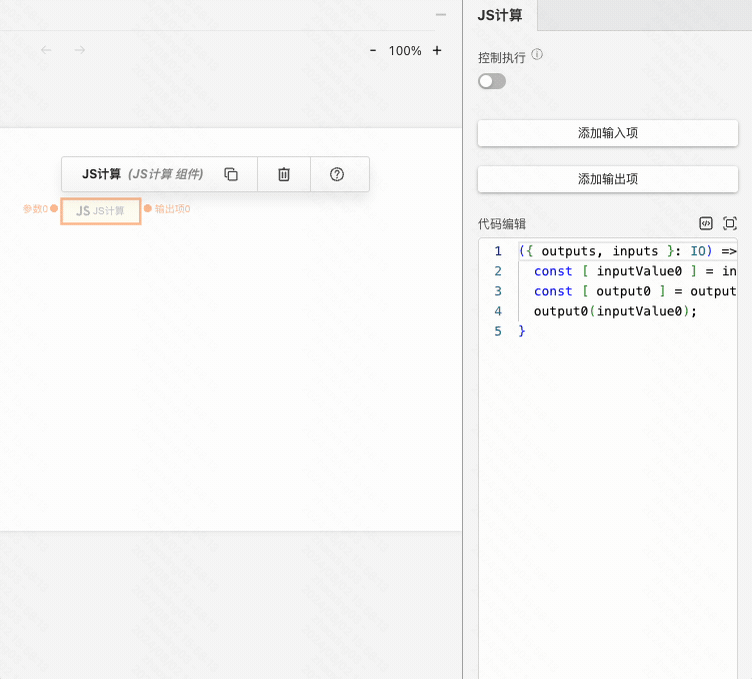 JS计算
控制执行
- 100% +
添加输入项
JS计算 (JS计算 组件)
添加输出项
参数0 JS JS计算 输出项0
代码编辑
1 ({ outputs, inputs }: IO) =>
2 const [ inputValue0 ] = in
3 const [ output0 ] = output
4 output0(inputValue0);
5 }